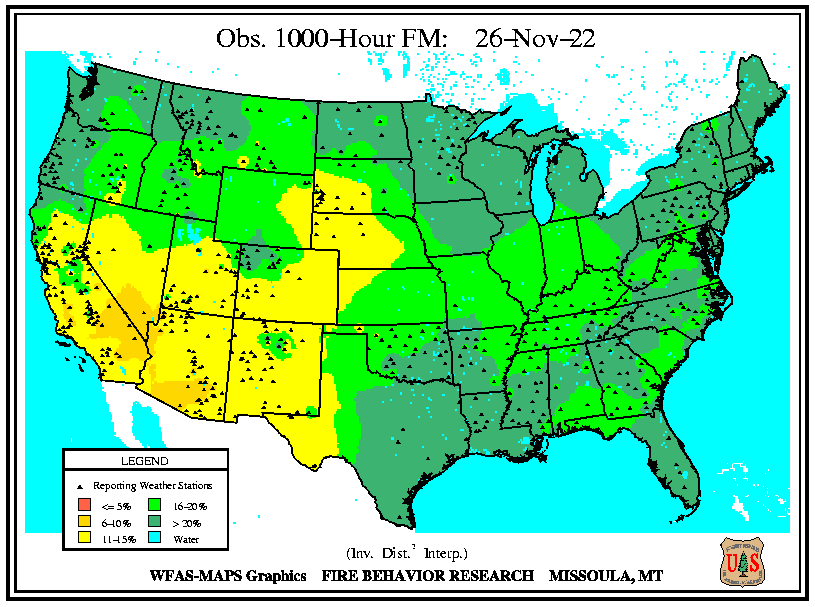 Obs. 1000-Hour FM: 26-Nov-22
LEGEND
Reporting Weather Stations
<= 5%
16-20%
6-10%
> 20%
11-15%
Water
(Inv. Dist.² Interp.)
WFAS-MAPS Graphics FIRE BEHAVIOR RESEARCH MISSOULA, MT
U S